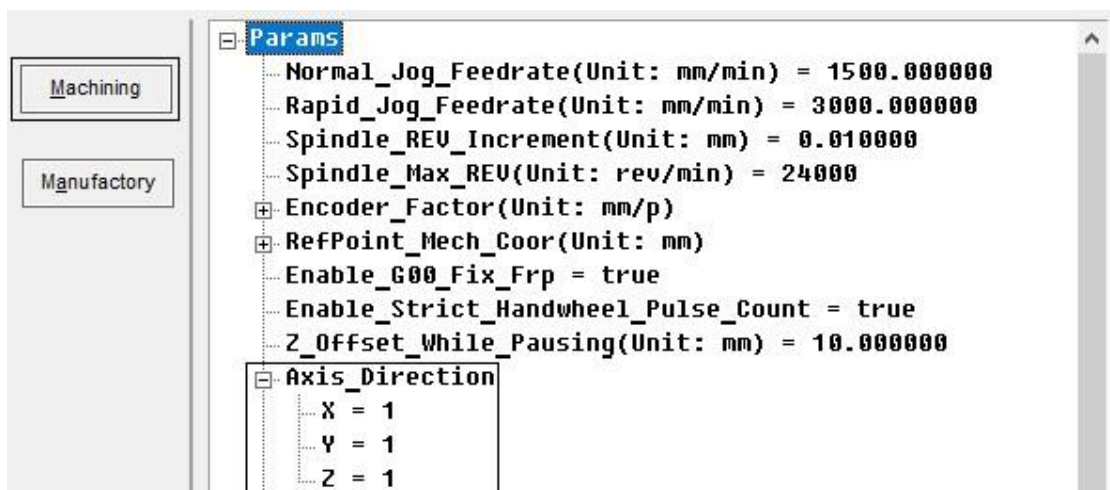 Machining
Manufactory
Params
Normal_Jog_Feedrate(Unit: mm/min) = 1500.000000
Rapid_Jog_Feedrate(Unit: mm/min) = 3000.000000
Spindle_REV_Increment(Unit: mm) = 0.010000
Spindle_Max_REV(Unit: rev/min) = 24000
Encoder_Factor(Unit: mm/p)
RefPoint_Mech_Coor(Unit: mm)
Enable_G00_Fix_Frp = true
Enable_Strict_Handwheel_Pulse_Count = true
Z_Offset_While_Pausing(Unit: mm) = 10.000000
Axis_Direction
X = 1
Y = 1
Z = 1